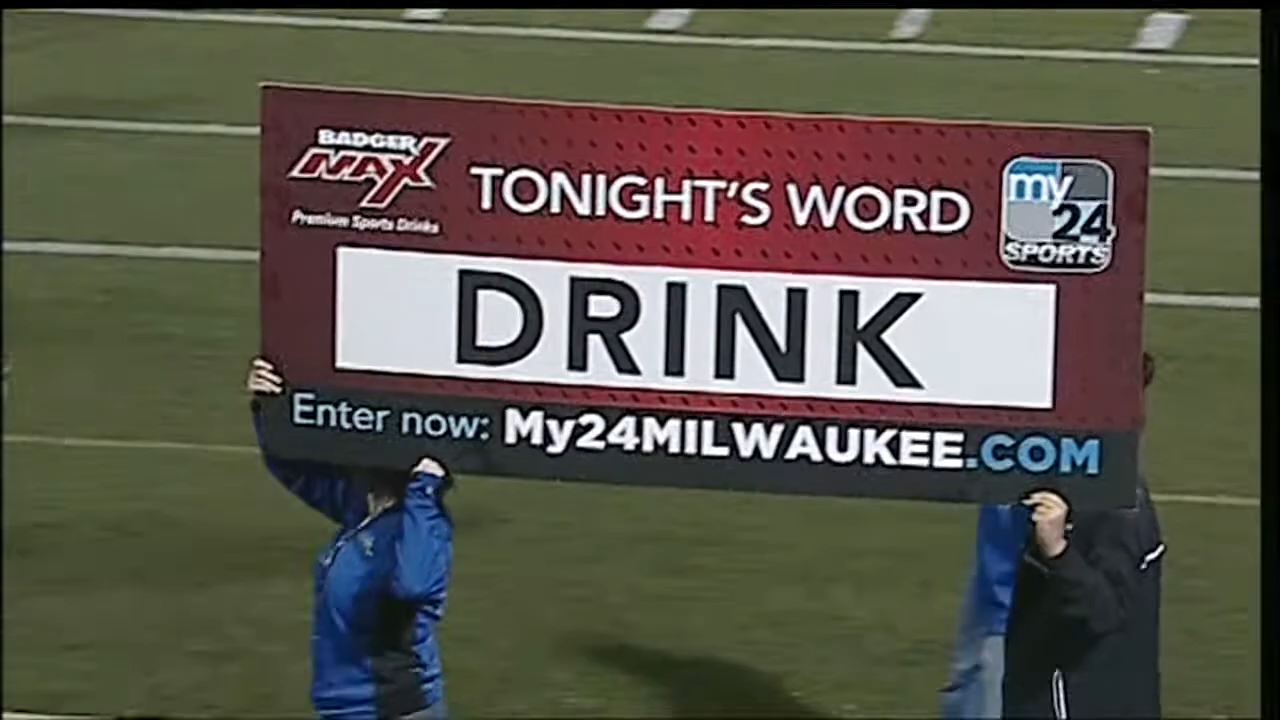 BADGER
MAX
Premium Sports Drinks
TONIGHT'S WORD
my
24
SPORTS
DRINK
Enter now: My24MILWAUKEE.COM